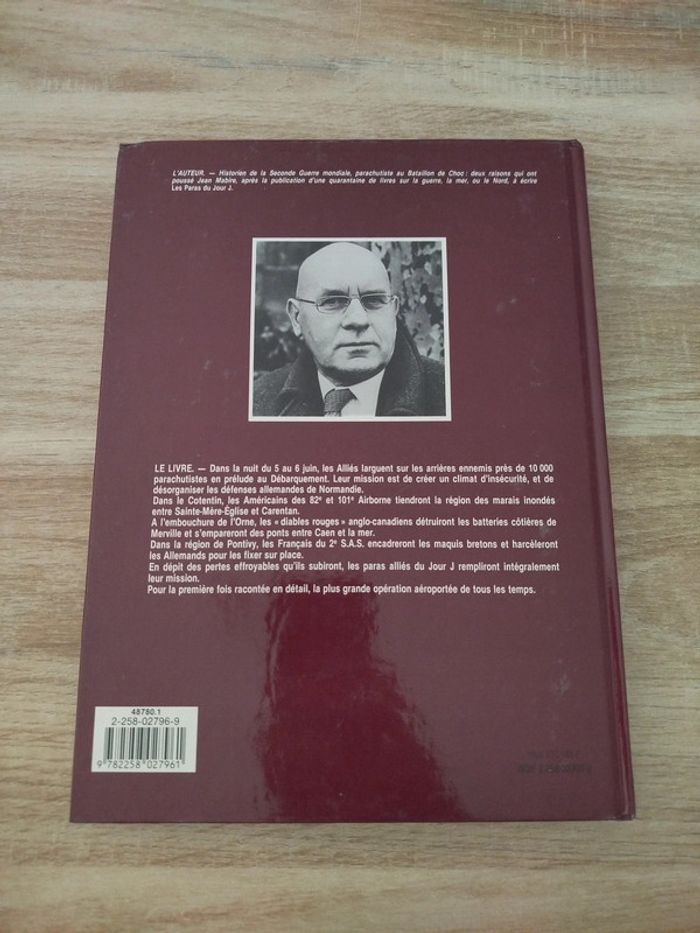 L'AUTEUR. — Historien de la Seconde Guerre mondiale, parachutiste au Bataillon de Choc : deux raisons qui ont
poussé Jean Mabire, après la publication d'une quarantaine de livres sur la guerre, la mer, ou le Nord, à écrire
Les Paras du Jour J.
LE LIVRE. — Dans la nuit du 5 au 6 juin, les Alliés larguent sur les arrières ennemis près de 10 000
parachutistes en prélude au Débarquement. Leur mission est de créer un climat d'insécurité, et de
désorganiser les défenses allemandes de Normandie.
Dans le Cotentin, les Américains des 82e et 101e Airborne tiendront la région des marais inondés
entre Sainte-Mère-Église et Carentan.
A l'embouchure de l'Orne, les « diables rouges » anglo-canadiens détruiront les batteries côtières de
Merville et s'empareront des ponts entre Caen et la mer.
Dans la région de Pontivy, les Français du 2e S.A.S. encadreront les maquis bretons et harcèleront
les Allemands pour les fixer sur place.
En dépit des pertes effroyables qu'ils subiront, les paras alliés du Jour J rempliront intégralement
leur mission.
Pour la première fois racontée en détail, la plus grande opération aéroportée de tous les temps.
48780.1
2-258-02796-9
9 782258 027961